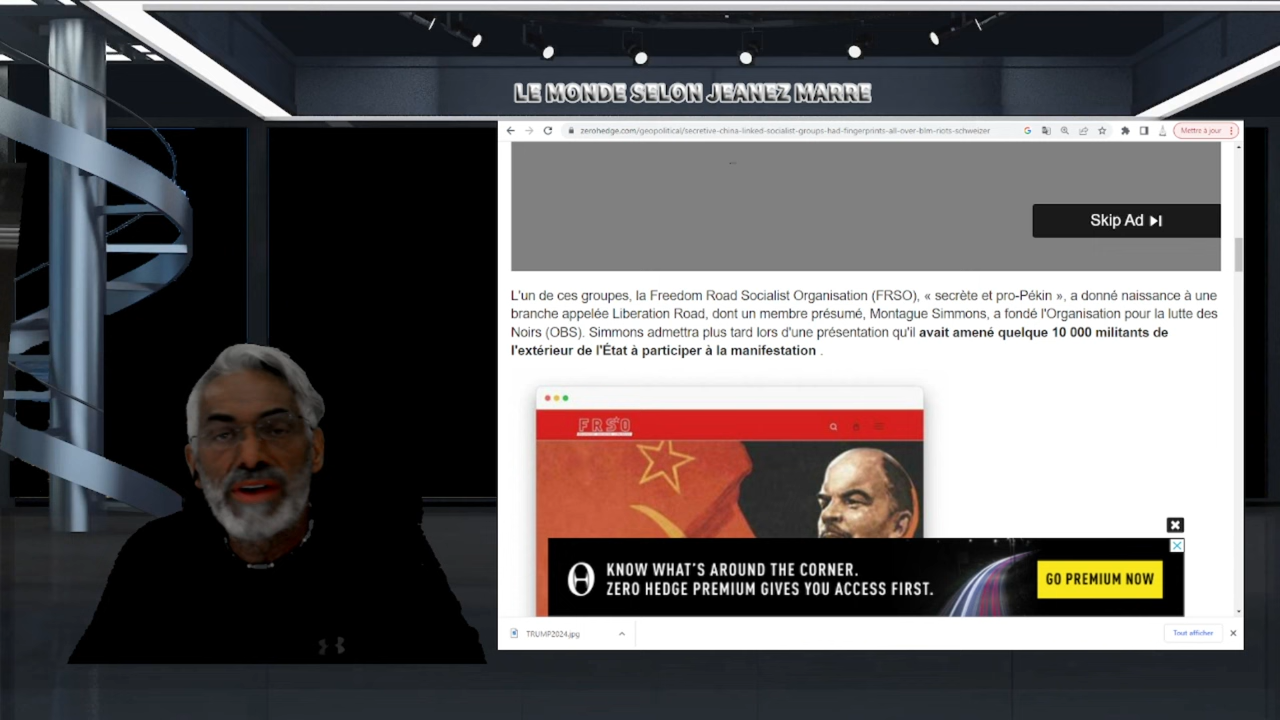 LE MONDE SELON JEANEZ MARRE
zerohedge.com/geopolitical/secretive-china-linked-socialist-groups-had-fingerprints-all-over-blm-riots-schweizer
Mettre à jour
Skip Ad
L'un de ces groupes, la Freedom Road Socialist Organisation (FRSO), « secrète et pro-Pékin », a donné naissance à une
branche appelée Liberation Road, dont un membre présumé, Montague Simmons, a fondé l'Organisation pour la lutte des
Noirs (OBS). Simmons admettra plus tard lors d'une présentation qu'il avait amené quelque 10 000 militants de
l'extérieur de l'État à participer à la manifestation .
FRSO
KNOW WHAT'S AROUND THE CORNER.
ZERO HEDGE PREMIUM GIVES YOU ACCESS FIRST.
GO PREMIUM NOW
TRUMP2024.jpg
Tout afficher